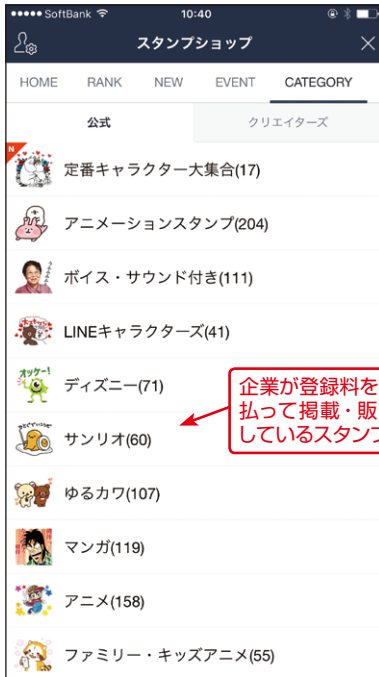 SoftBank 10:40
スタンプショップ
HOME RANK NEW EVENT CATEGORY
公式 クリエイターズ
N
定番キャラクター大集合(17)
アニメーションスタンプ(204)
ボイス・サウンド付き(111)
LINEキャラクターズ(41)
オッケー!
ディズニー(71)
企業が登録料を
払って掲載・販
しているスタンプ
サンリオ(60)
ゆるカワ(107)
マンガ(119)
アニメ(158)
ファミリー・キッズアニメ(55)